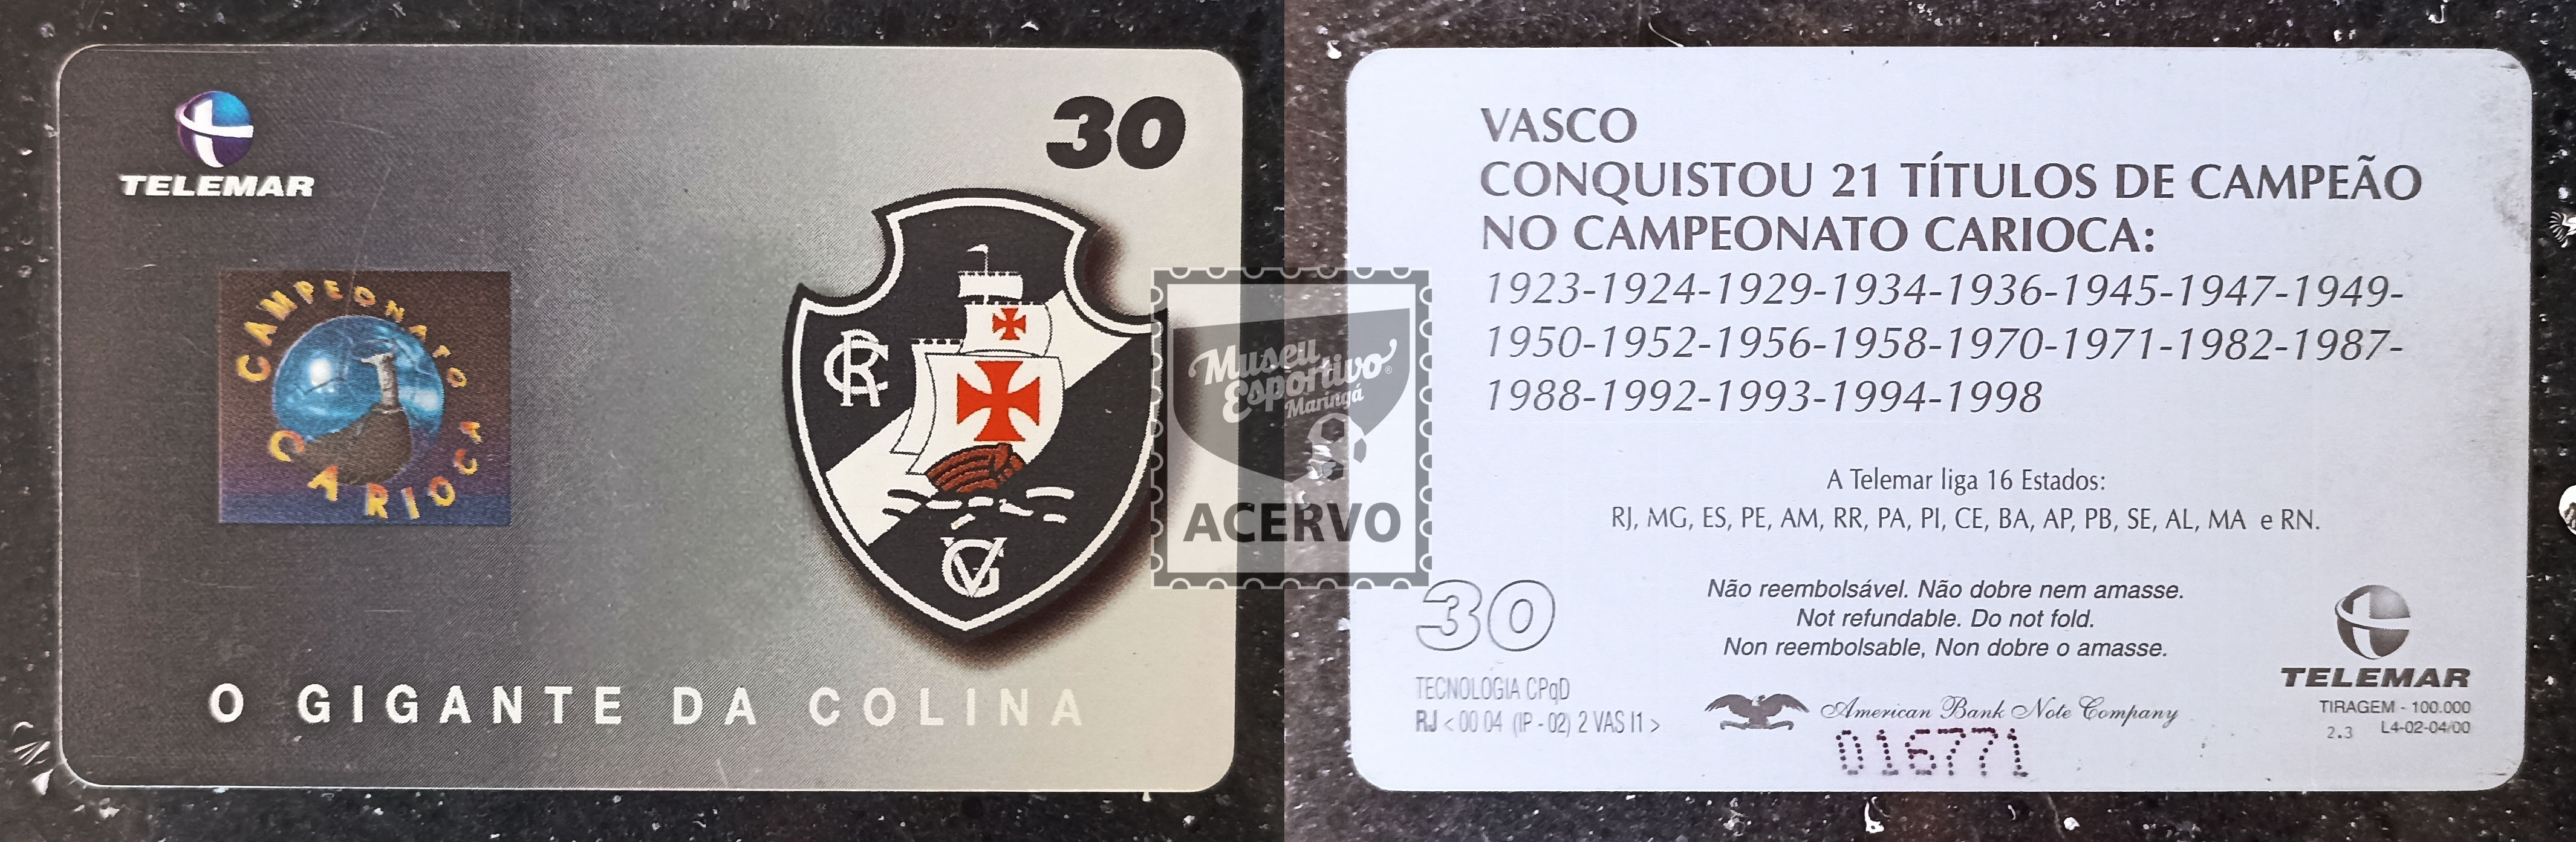 TELEMAR
30
CAMPEONATO
CARIOCA
CR
VG
O GIGANTE DA COLINA
Museu
Esportivo®
Maringá
ACERVO
VASCO
CONQUISTOU 21 TÍTULOS DE CAMPEÃO
NO CAMPEONATO CARIOCA:
1923-1924-1929-1934-1936-1945-1947-1949-
1950-1952-1956-1958-1970-1971-1982-1987-
1988-1992-1993-1994-1998
A Telemar liga 16 Estados:
RJ, MG, ES, PE, AM, RR, PA, PI, CE, BA, AP, PB, SE, AL, MA e RN.
30
Não reembolsável. Não dobre nem amasse.
Not refundable. Do not fold.
Non reembolsable, Non dobre o amasse.
TECNOLOGIA CPqD
RJ < 00 04 (IP - 02) 2 VAS I1 >
American Bank Note Company
016771
TELEMAR
TIRAGEM - 100.000
2.3 L4-02-04/00